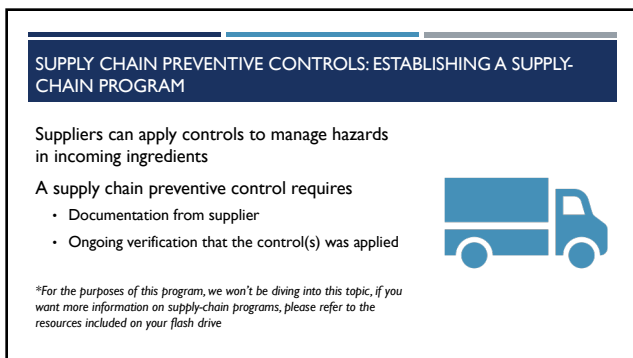 SUPPLY CHAIN PREVENTIVE CONTROLS: ESTABLISHING A SUPPLY-
CHAIN PROGRAM
Suppliers can apply controls to manage hazards
in incoming ingredients
A supply chain preventive control requires
• Documentation from supplier
• Ongoing verification that the control(s) was applied
*For the purposes of this program, we won't be diving into this topic, if you
want more information on supply-chain programs, please refer to the
resources included on your flash drive